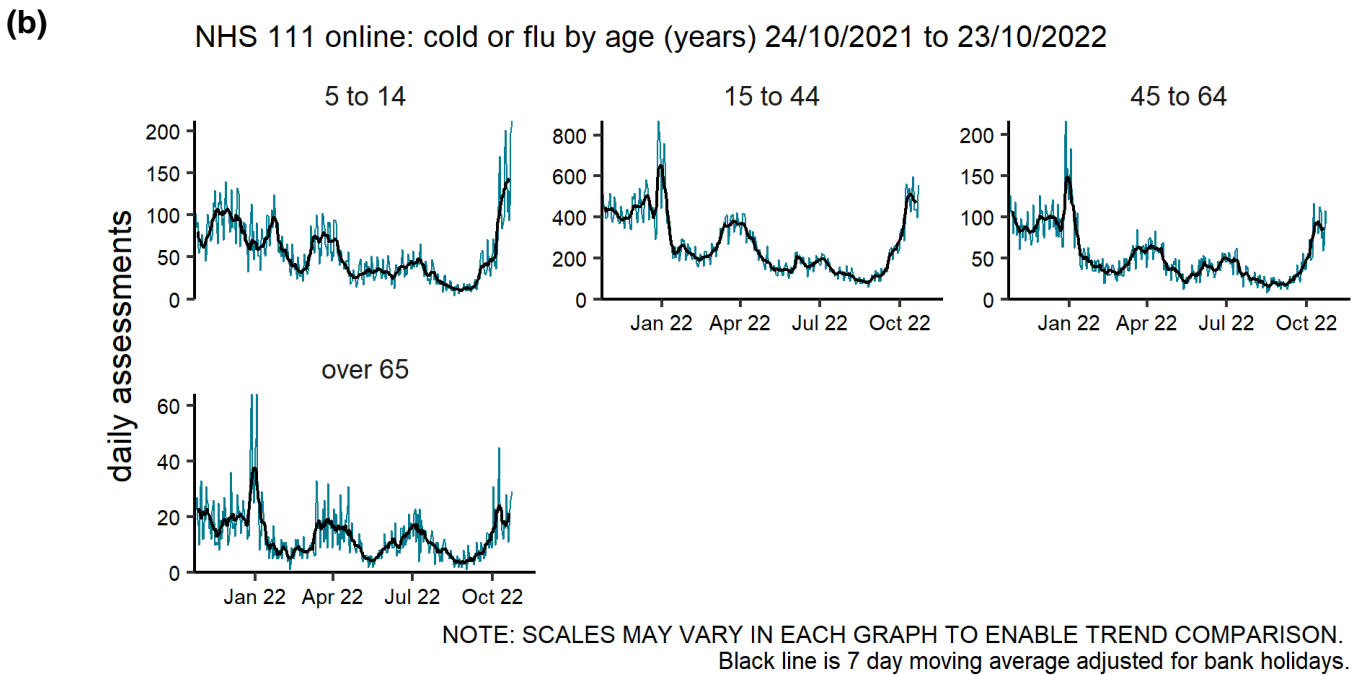 (b)
NHS 111 online: cold or flu by age (years) 24/10/2021 to 23/10/2022
daily assessments
5 to 14
200
150
100
50
0
15 to 44
800
600
400
200
0
Jan 22 Apr 22 Jul 22 Oct 22
45 to 64
200
150
100
50
0
Jan 22 Apr 22 Jul 22 Oct 22
over 65
60
40
20
0
Jan 22 Apr 22 Jul 22 Oct 22
NOTE: SCALES MAY VARY IN EACH GRAPH TO ENABLE TREND COMPARISON.
Black line is 7 day moving average adjusted for bank holidays.